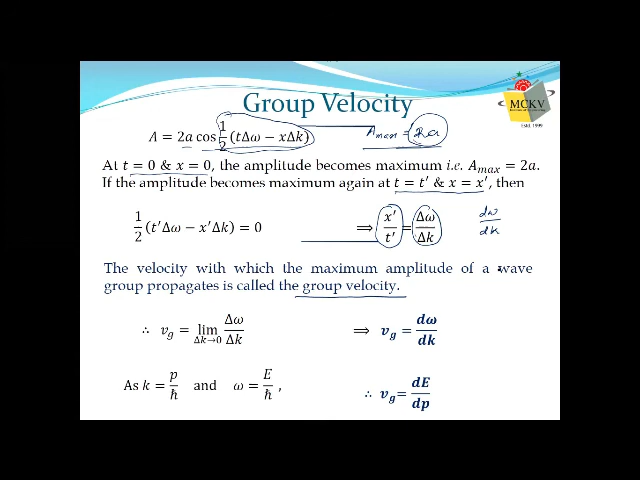 Group Velocity
MCKV
Estd. 1999
A = 2a cos 1/2 (tΔω − xΔk)
A max = 2a
At t = 0 & x = 0, the amplitude becomes maximum i.e. A_max = 2a.
If the amplitude becomes maximum again at t = t′ & x = x′, then
1/2 (t′Δω − x′Δk) = 0 ⟹ x′/t′ = Δω/Δk
dω/dk
The velocity with which the maximum amplitude of a wave
group propagates is called the group velocity.
∴ v_g = lim_{Δk→0} Δω/Δk ⟹ v_g = dω/dk
As k = p/ħ and ω = E/ħ , ∴ v_g = dE/dp